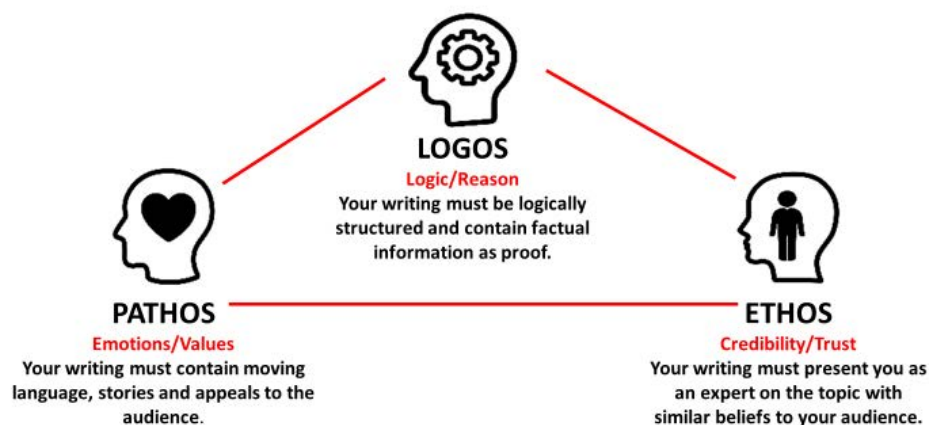 LOGOS
Logic/Reason
Your writing must be logically
structured and contain factual
information as proof.
PATHOS
Emotions/Values
Your writing must contain moving
language, stories and appeals to the
audience.
ETHOS
Credibility/Trust
Your writing must present you as
an expert on the topic with
similar beliefs to your audience.